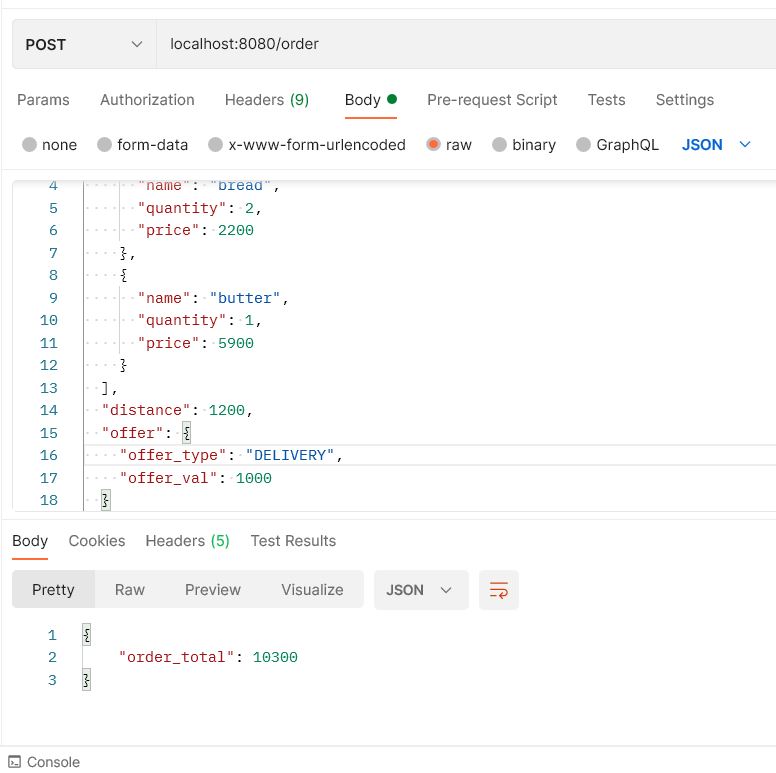 POST localhost:8080/order
Params Authorization Headers (9) Body Pre-request Script Tests Settings
none form-data x-www-form-urlencoded raw binary GraphQL JSON
4 "name": "bread",
5 "quantity": 2,
6 "price": 2200
7 },
8 {
9 "name": "butter",
10 "quantity": 1,
11 "price": 5900
12 }
13 ],
14 "distance": 1200,
15 "offer": {
16 "offer_type": "DELIVERY",
17 "offer_val": 1000
18 }
Body Cookies Headers (5) Test Results
Pretty Raw Preview Visualize JSON
1 {
2 "order_total": 10300
3 }
Console